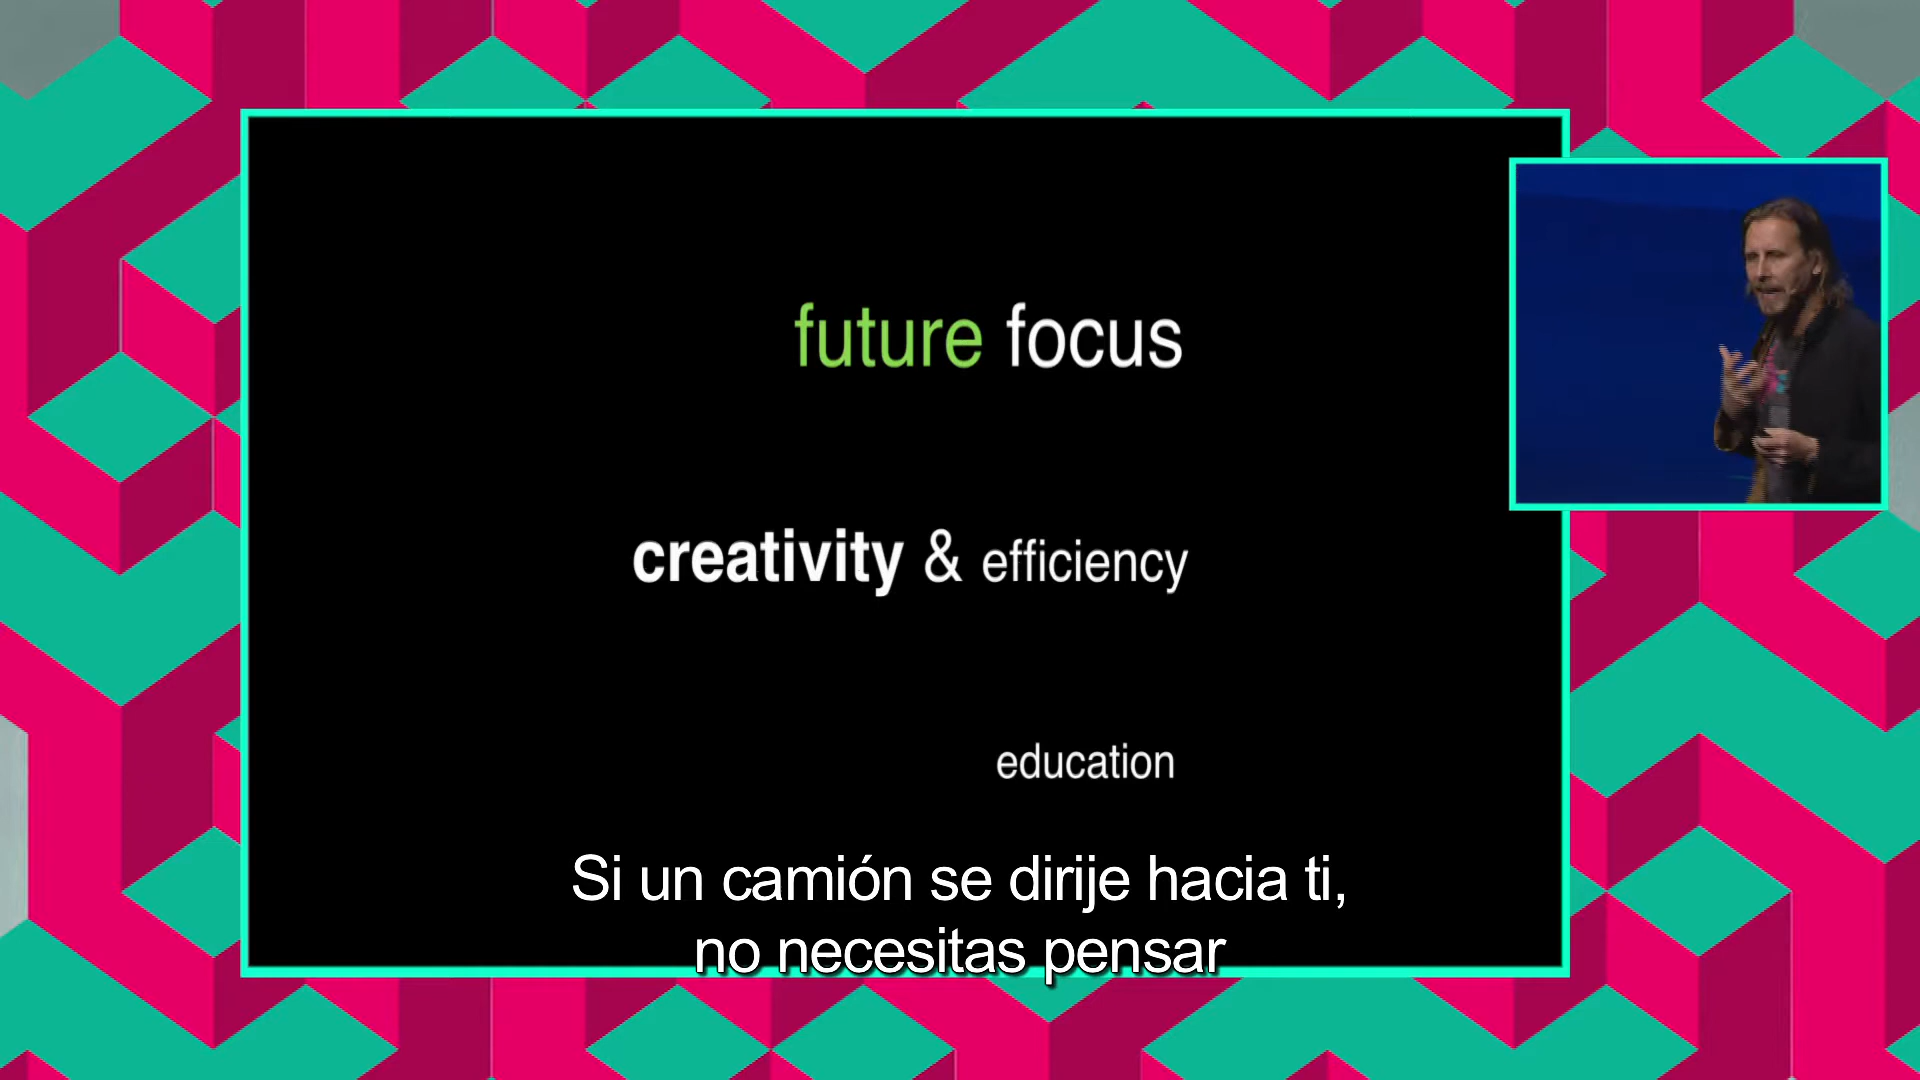 future focus
creativity & efficiency
education
Si un camión se dirije hacia ti,
no necesitas pensar